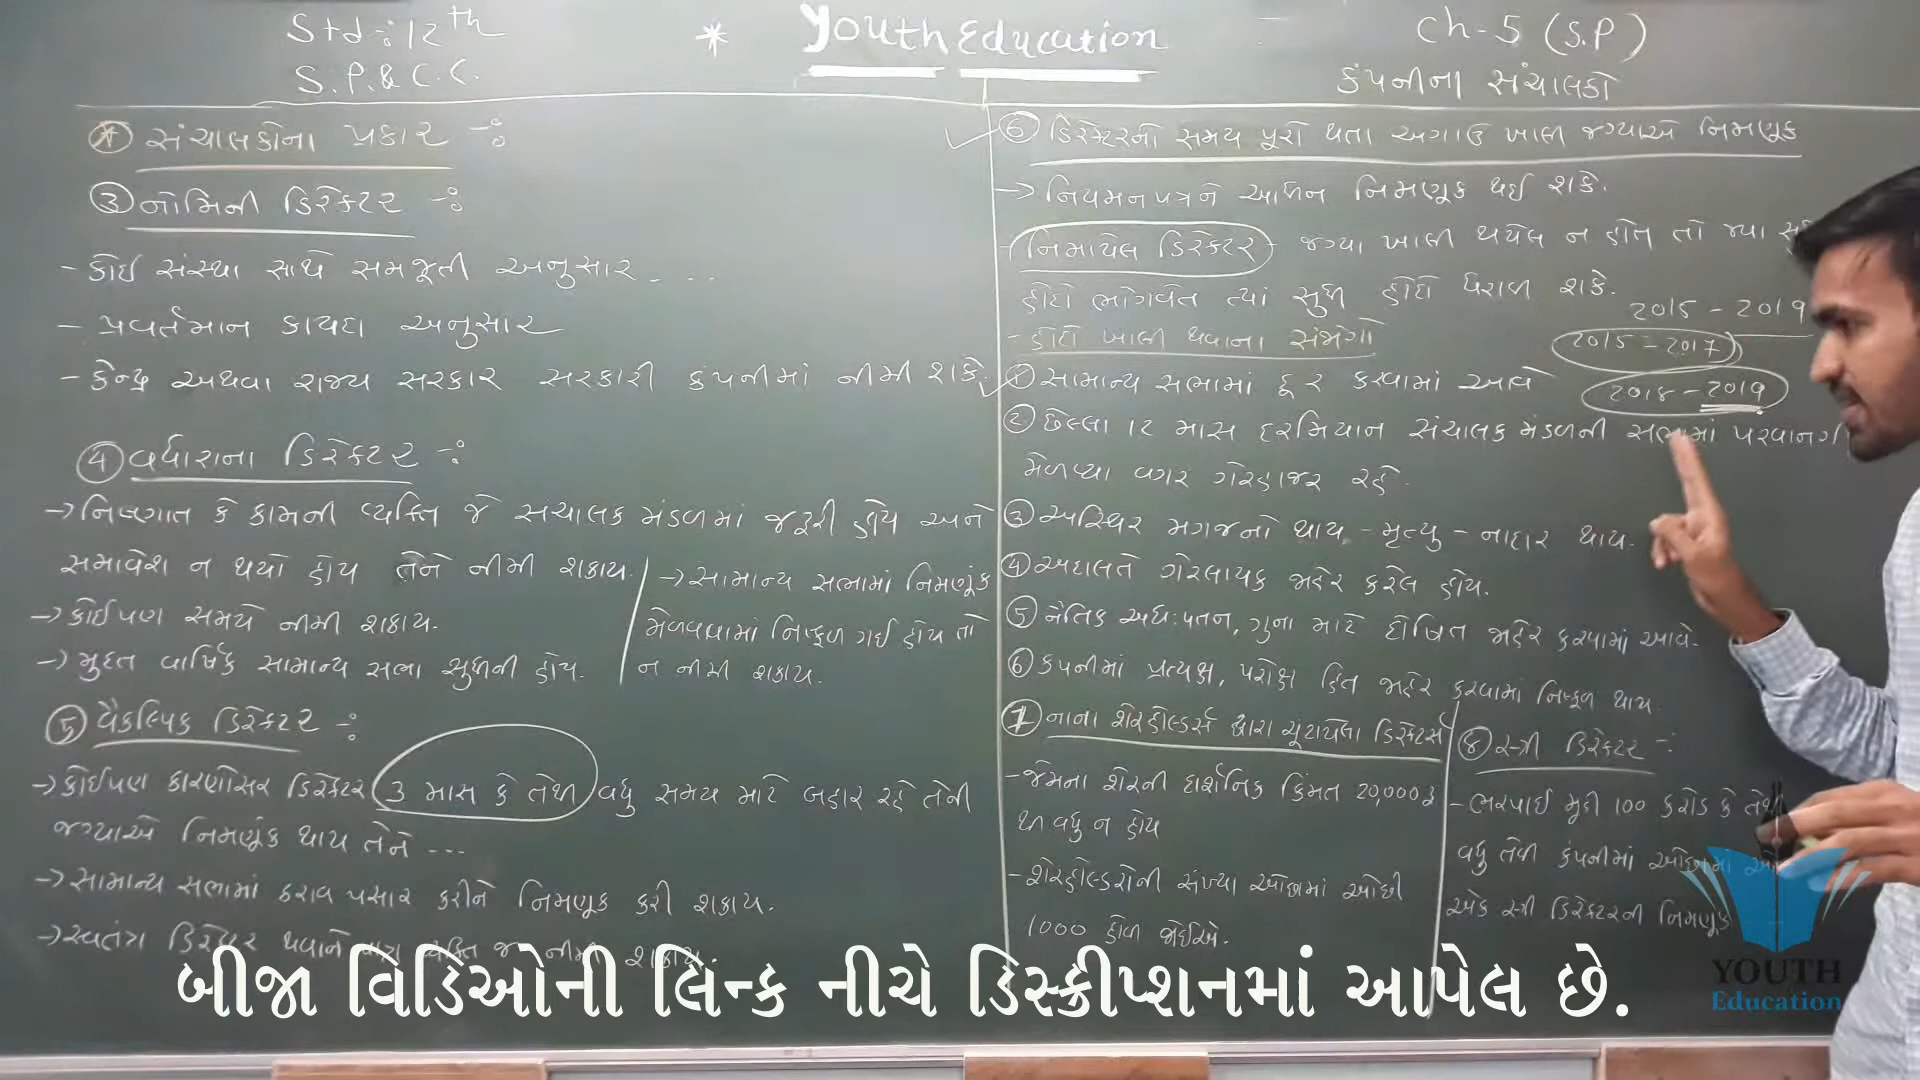 Std : 12th
S. P. & C. C.
* Youth Education
Ch-5 (S.P)
કંપનીના સંચાલકો
* સંચાલકોના પ્રકાર -:
③ નોમિની ડિરેક્ટર -:
- કોઈ સંસ્થા સાથે સમજૂતી અનુસાર - ...
- પ્રવર્તમાન કાયદા અનુસાર
- કેન્દ્ર અથવા રાજ્ય સરકાર સરકારી કંપનીમાં નીમી શકે.
④ વધારાના ડિરેક્ટર -:
→ નિષ્ણાત કે કામની વ્યક્તિ જે સંચાલક મંડળમાં જરૂરી હોય અને
સમાવેશ ન થયો હોય તેને નીમી શકાય.
→ કોઈપણ સમયે નીમી શકાય.
→ મુદત વાર્ષિક સામાન્ય સભા સુધીની હોય.
→ સામાન્ય સભામાં નિમણૂંક
મેળવવામાં નિષ્ફળ ગઈ હોય તો
ન નીમી શકાય.
⑤ વૈકલ્પિક ડિરેક્ટર -:
→ કોઈપણ કારણોસર ડિરેક્ટર 3 માસ કે તેથી વધુ સમય માટે બહાર રહે તેની
જગ્યાએ નિમણૂંક થાય તેને ...
→ સામાન્ય સભામાં ઠરાવ પસાર કરીને નિમણૂક કરી શકાય.
→ સ્વતંત્ર ડિરેક્ટર થવાને પાત્ર વ્યક્તિ જ નીમી શકાય.
⑥ ડિરેક્ટરનો સમય પૂરો થતા અગાઉ ખાલી જગ્યાએ નિમણૂક
→ નિયમનપત્રને આધીન નિમણૂક થઈ શકે.
- નિમાયેલ ડિરેક્ટર - જગ્યા ખાલી થયેલ ન હોત તો જ્યાં
હોદ્દો ભોગવેત ત્યાં સુધી હોદ્દો ધરાવી શકે.
2015 - 2019
- હોદ્દો ખાલી થવાના સંજોગો
2015 - 2017
① સામાન્ય સભામાં દૂર કરવામાં આવે
2018 - 2019
② છેલ્લા 12 માસ દરમિયાન સંચાલક મંડળની સભામાં પરવાનગી
મેળવ્યા વગર ગેરહાજર રહે.
③ અસ્થિર મગજનો થાય - મૃત્યુ - નાદાર થાય.
④ અદાલતે ગેરલાયક જાહેર કરેલ હોય.
⑤ નૈતિક અધઃપતન, ગુના માટે દોષિત જાહેર કરવામાં આવે.
⑥ કંપનીમાં પ્રત્યક્ષ, પરોક્ષ હિત જાહેર કરવામાં નિષ્ફળ થાય
⑦ નાના શેરહોલ્ડર્સ દ્વારા ચૂંટાયેલા ડિરેક્ટર્સ
- જેમના શેરની દાર્શનિક કિંમત 20,000 રૂ
થી વધુ ન હોય
- શેરહોલ્ડરોની સંખ્યા ઓછામાં ઓછી
1000 હોવી જોઈએ.
⑧ સ્ત્રી ડિરેક્ટર -:
- ભરપાઈ મૂડી 100 કરોડ કે તેથી
વધુ તેવી કંપનીમાં ઓછામાં
એક સ્ત્રી ડિરેક્ટરની નિમણૂક
બીજા વિડિઓની લિન્ક નીચે ડિસ્ક્રીપ્શનમાં આપેલ છે.
YOUTH
Education